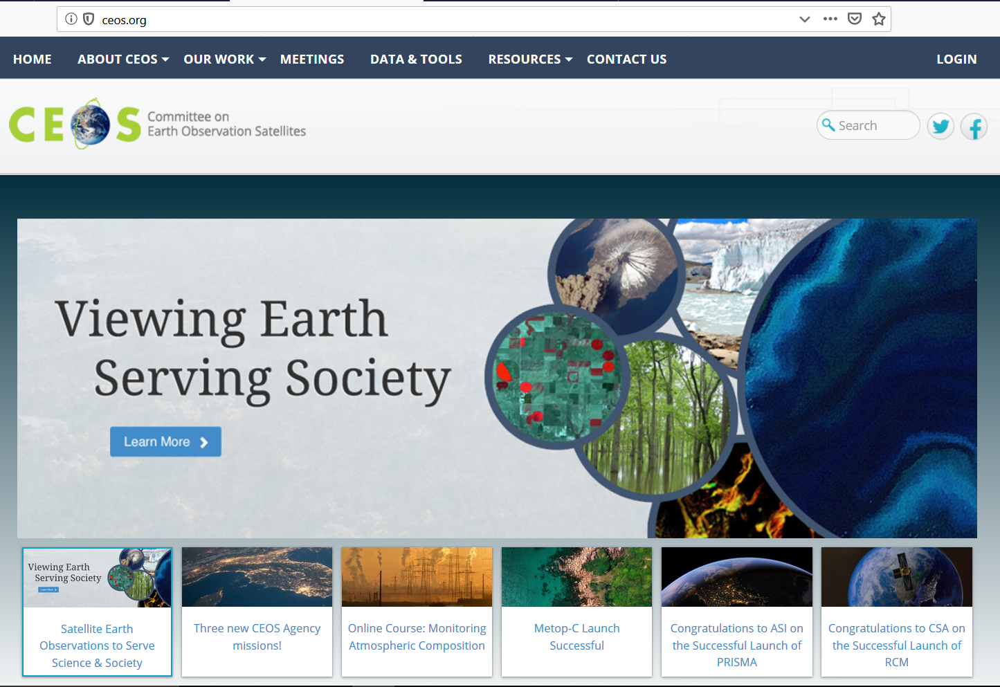 ceos.org
HOME ABOUT CEOS OUR WORK MEETINGS DATA & TOOLS RESOURCES CONTACT US LOGIN
CEOS
Committee on
Earth Observation Satellites
Search
Viewing Earth
Serving Society
Learn More
Viewing Earth
Serving Society
Learn More
Satellite Earth
Observations to Serve
Science & Society
Three new CEOS Agency
missions!
Online Course: Monitoring
Atmospheric Composition
Metop-C Launch
Successful
Congratulations to ASI on
the Successful Launch of
PRISMA
Congratulations to CSA on
the Successful Launch of
RCM